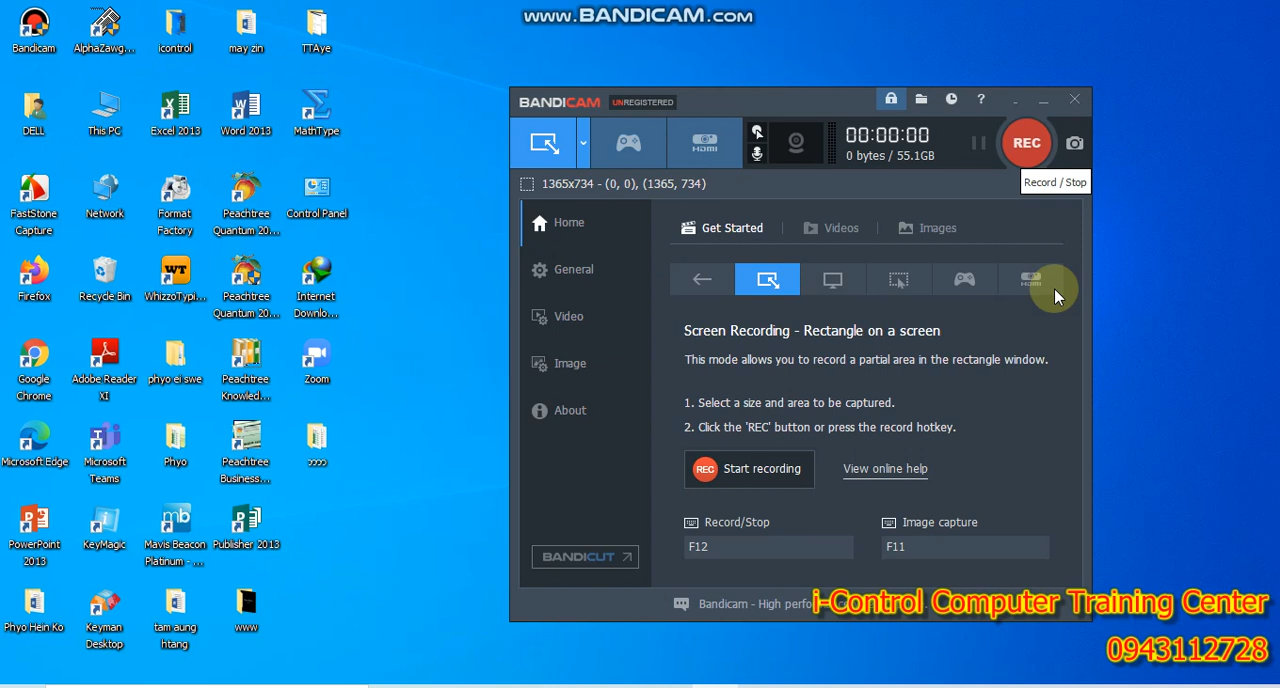 www.BANDICAM.com
Bandicam
AlphaZawg...
icontrol
may zin
TTAye
DELL
This PC
Excel 2013
Word 2013
MathType
FastStone
Capture
Network
Format
Factory
Peachtree
Quantum 20...
Control Panel
Firefox
Recycle Bin
WhizzoTypi...
Peachtree
Quantum 20...
Internet
Downlo...
Google
Chrome
Adobe Reader
XI
phyo ei swe
Peachtree
Knowled...
Zoom
Microsoft Edge
Microsoft
Teams
Phyo
Peachtree
Business...
PowerPoint
2013
KeyMagic
Mavis Beacon
Platinum - ...
Publisher 2013
Phyo Hein Ko
Keyman
Desktop
tam aung
htang
www
BANDICAM UNREGISTERED
HDMI
00:00:00
0 bytes / 55.1GB
REC
Record / Stop
1365x734 - (0, 0), (1365, 734)
Home
General
Video
Image
About
BANDICUT
Get Started
Videos
Images
HDMI
Screen Recording - Rectangle on a screen
This mode allows you to record a partial area in the rectangle window.
1. Select a size and area to be captured.
2. Click the 'REC' button or press the record hotkey.
REC Start recording
View online help
Record/Stop
F12
Image capture
F11
Bandicam - High perfo
i-Control Computer Training Center
0943112728